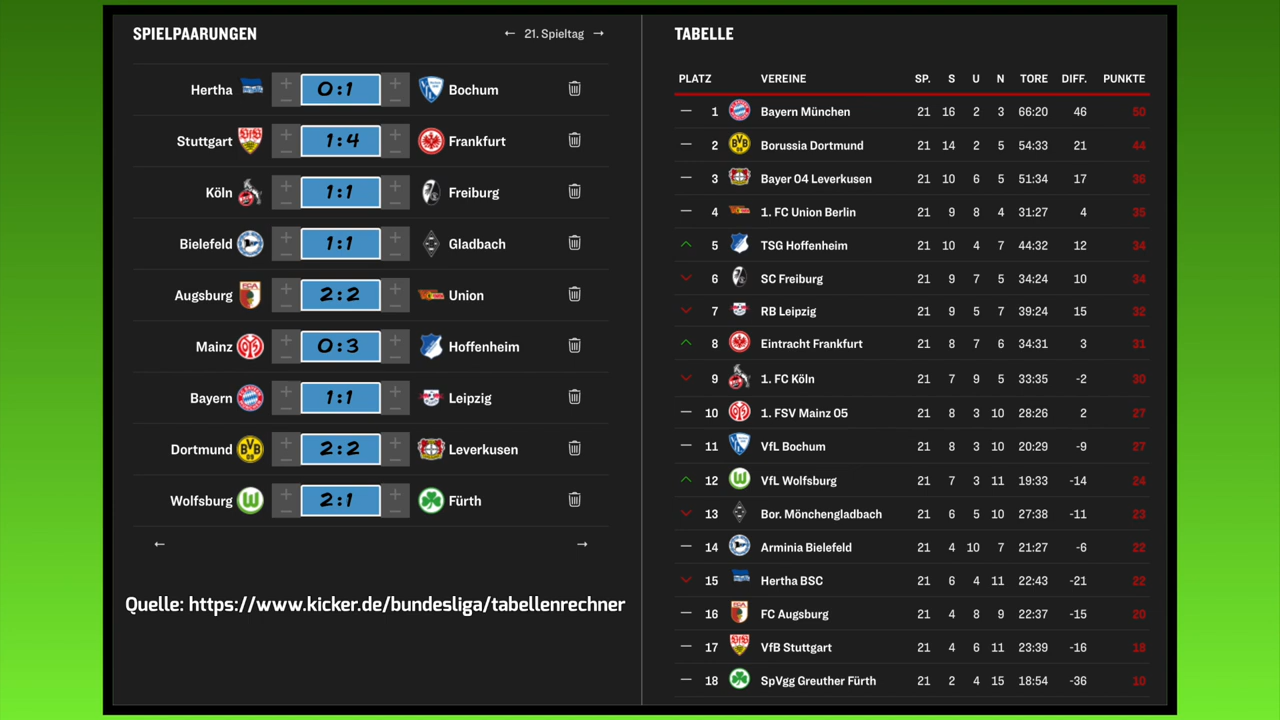 SPIELPAARUNGEN
← 21. Spieltag →
Hertha 0:1 Bochum
Stuttgart 1:4 Frankfurt
Köln 1:1 Freiburg
Bielefeld 1:1 Gladbach
Augsburg 2:2 Union
Mainz 0:3 Hoffenheim
Bayern 1:1 Leipzig
Dortmund 2:2 Leverkusen
Wolfsburg 2:1 Fürth
← →
Quelle: https://www.kicker.de/bundesliga/tabellenrechner
TABELLE
PLATZ VEREINE SP. S U N TORE DIFF. PUNKTE
1 Bayern München 21 16 2 3 66:20 46 50
2 Borussia Dortmund 21 14 2 5 54:33 21 44
3 Bayer 04 Leverkusen 21 10 6 5 51:34 17 36
4 1. FC Union Berlin 21 9 8 4 31:27 4 35
5 TSG Hoffenheim 21 10 4 7 44:32 12 34
6 SC Freiburg 21 9 7 5 34:24 10 34
7 RB Leipzig 21 9 5 7 39:24 15 32
8 Eintracht Frankfurt 21 8 7 6 34:31 3 31
9 1. FC Köln 21 7 9 5 33:35 -2 30
10 1. FSV Mainz 05 21 8 3 10 28:26 2 27
11 VfL Bochum 21 8 3 10 20:29 -9 27
12 VfL Wolfsburg 21 7 3 11 19:33 -14 24
13 Bor. Mönchengladbach 21 6 5 10 27:38 -11 23
14 Arminia Bielefeld 21 4 10 7 21:27 -6 22
15 Hertha BSC 21 6 4 11 22:43 -21 22
16 FC Augsburg 21 4 8 9 22:37 -15 20
17 VfB Stuttgart 21 4 6 11 23:39 -16 18
18 SpVgg Greuther Fürth 21 2 4 15 18:54 -36 10